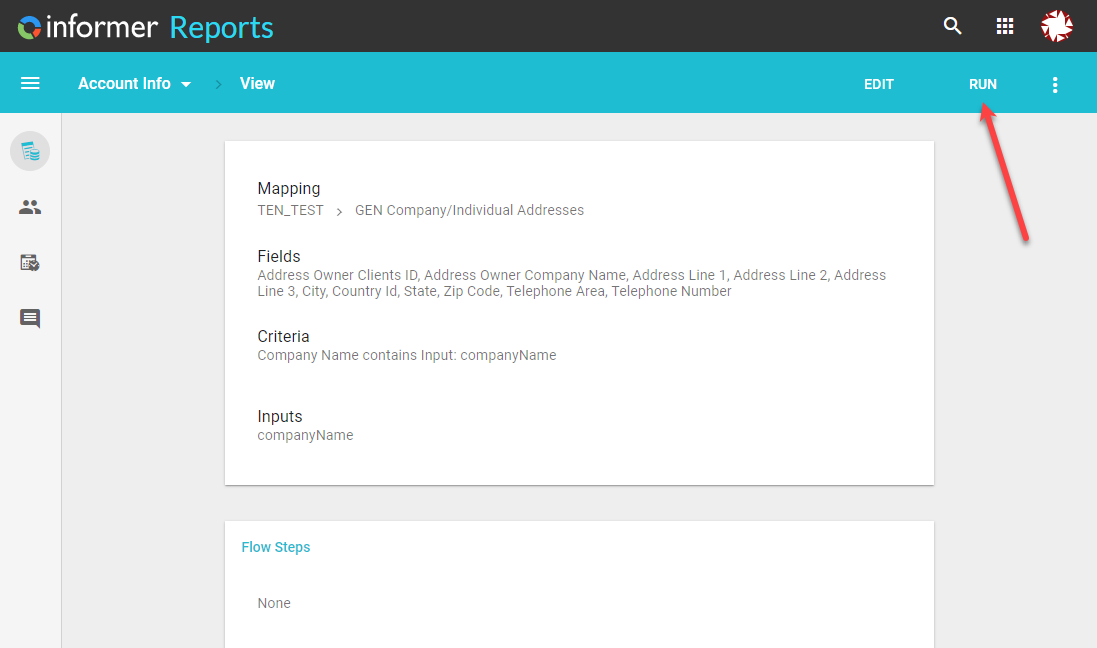 informer Reports
Account Info > View EDIT RUN
Mapping
TEN_TEST > GEN Company/Individual Addresses
Fields
Address Owner Clients ID, Address Owner Company Name, Address Line 1, Address Line 2, Address
Line 3, City, Country Id, State, Zip Code, Telephone Area, Telephone Number
Criteria
Company Name contains Input: companyName
Inputs
companyName
Flow Steps
None